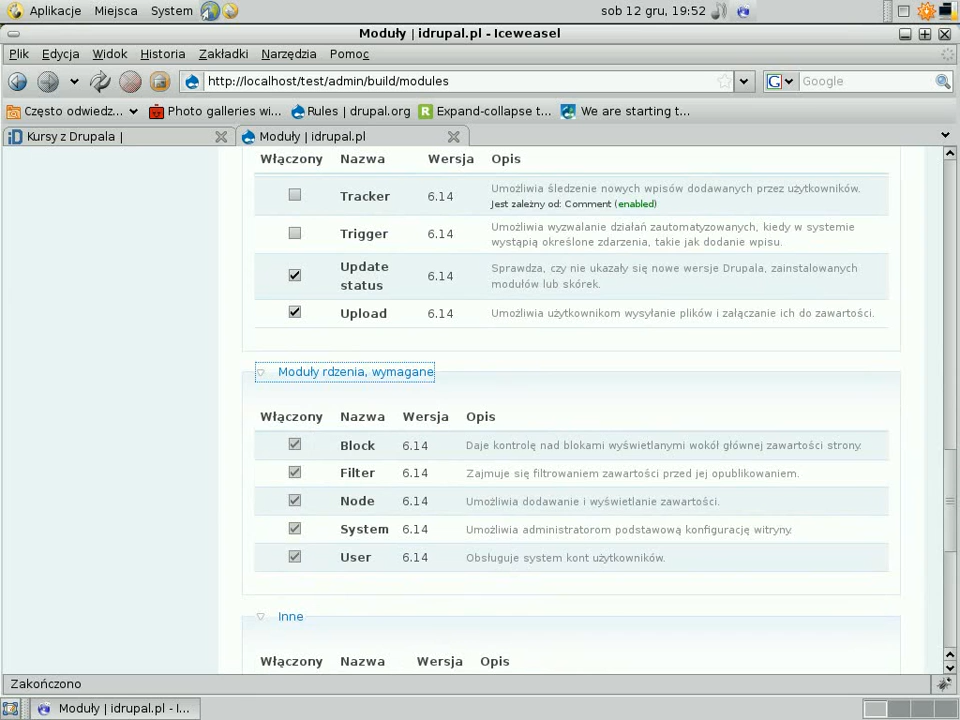 Aplikacje Miejsca System sob 12 gru, 19:52
Moduły | idrupal.pl - Iceweasel
Plik Edycja Widok Historia Zakładki Narzędzia Pomoc
http://localhost/test/admin/build/modules G Google
Często odwiedz... Photo galleries wi... Rules | drupal.org R Expand-collapse t... We are starting t...
iD Kursy z Drupala | Moduły | idrupal.pl
Włączony Nazwa Wersja Opis
Tracker 6.14 Umożliwia śledzenie nowych wpisów dodawanych przez użytkowników.
Jest zależny od: Comment (enabled)
Trigger 6.14 Umożliwia wyzwalanie działań zautomatyzowanych, kiedy w systemie
wystąpią określone zdarzenia, takie jak dodanie wpisu.
Update status 6.14 Sprawdza, czy nie ukazały się nowe wersje Drupala, zainstalowanych
modułów lub skórek.
Upload 6.14 Umożliwia użytkownikom wysyłanie plików i załączanie ich do zawartości.
Moduły rdzenia, wymagane
Włączony Nazwa Wersja Opis
Block 6.14 Daje kontrolę nad blokami wyświetlanymi wokół głównej zawartości strony.
Filter 6.14 Zajmuje się filtrowaniem zawartości przed jej opublikowaniem.
Node 6.14 Umożliwia dodawanie i wyświetlanie zawartości.
System 6.14 Umożliwia administratorom podstawową konfigurację witryny.
User 6.14 Obsługuje system kont użytkowników.
Inne
Włączony Nazwa Wersja Opis
Zakończono
Moduły | idrupal.pl - I...